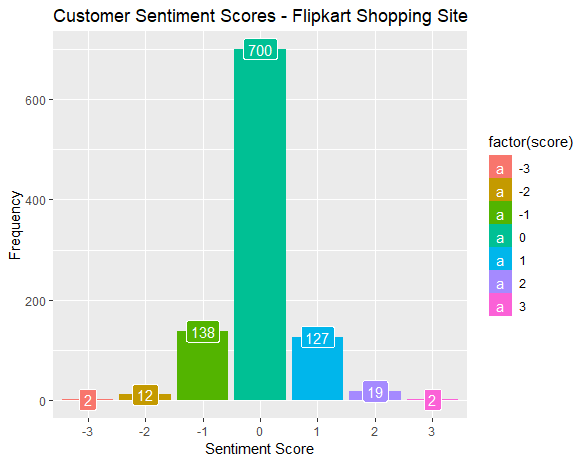 Customer Sentiment Scores - Flipkart Shopping Site
Frequency
600
400
200
0
2
12
138
700
127
19
2
-3
-2
-1
0
1
2
3
Sentiment Score
factor(score)
a -3
a -2
a -1
a 0
a 1
a 2
a 3